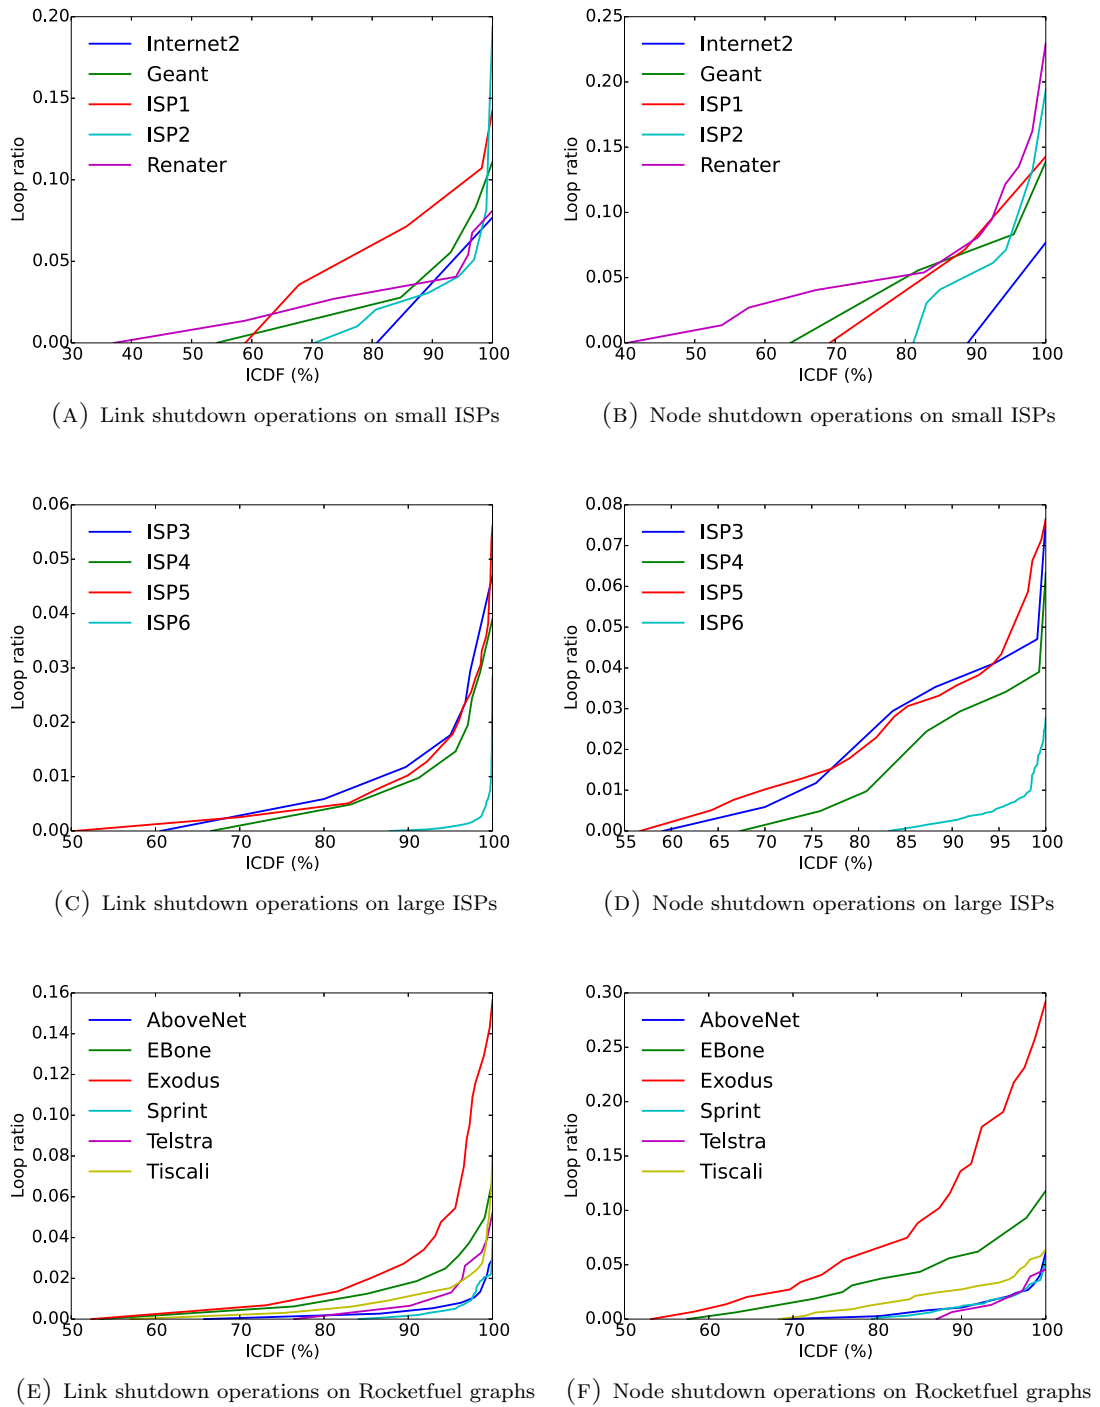 0.20
0.15
0.10
0.05
0.00
Loop ratio
Internet2
Geant
ISP1
ISP2
Renater
30 40 50 60 70 80 90 100
ICDF (%)
(A) Link shutdown operations on small ISPs
0.25
0.20
0.15
0.10
0.05
0.00
Loop ratio
Internet2
Geant
ISP1
ISP2
Renater
40 50 60 70 80 90 100
ICDF (%)
(B) Node shutdown operations on small ISPs
0.06
0.05
0.04
0.03
0.02
0.01
0.00
Loop ratio
ISP3
ISP4
ISP5
ISP6
50 60 70 80 90 100
ICDF (%)
(C) Link shutdown operations on large ISPs
0.08
0.07
0.06
0.05
0.04
0.03
0.02
0.01
0.00
Loop ratio
ISP3
ISP4
ISP5
ISP6
55 60 65 70 75 80 85 90 95 100
ICDF (%)
(D) Node shutdown operations on large ISPs
0.16
0.14
0.12
0.10
0.08
0.06
0.04
0.02
0.00
Loop ratio
AboveNet
EBone
Exodus
Sprint
Telstra
Tiscali
50 60 70 80 90 100
ICDF (%)
(E) Link shutdown operations on Rocketfuel graphs
0.30
0.25
0.20
0.15
0.10
0.05
0.00
Loop ratio
AboveNet
EBone
Exodus
Sprint
Telstra
Tiscali
50 60 70 80 90 100
ICDF (%)
(F) Node shutdown operations on Rocketfuel graphs